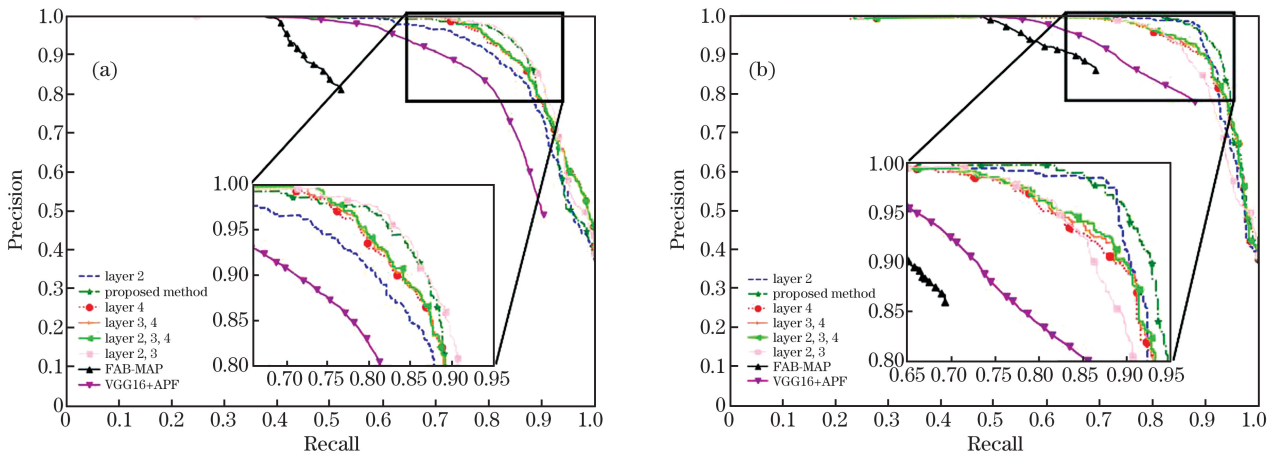 1.0
0.9
1.0
0.8
0.1
0.7
0.6
0.5
0.4
0.3
0.2
0.1
0
Precision
(a)
1.00
0.95
0.90
0.85
0.80
0.70
0.75
0.80
0.85
0.90
0.95
layer 2
proposed method
layer 4
layer 3, 4
layer 2, 3, 4
layer 2, 3
FAB-MAP
VGG16+APF
0 0.1 0.2 0.3 0.4 0.5 0.6 0.7 0.8 0.9 1.0
Recall
1.0
0.9
1.0
0.8
0.1
0.7
0.6
0.5
0.4
0.3
0.2
0.1
0
Precision
(b)
1.00
0.95
0.90
0.85
0.80
0.65 0.70 0.75 0.80 0.85 0.90 0.95
layer 2
proposed method
layer 4
layer 3, 4
layer 2, 3, 4
layer 2, 3
FAB-MAP
VGG16+APF
0 0.1 0.2 0.3 0.4 0.5 0.6 0.7 0.8 0.9 1.0
Recall